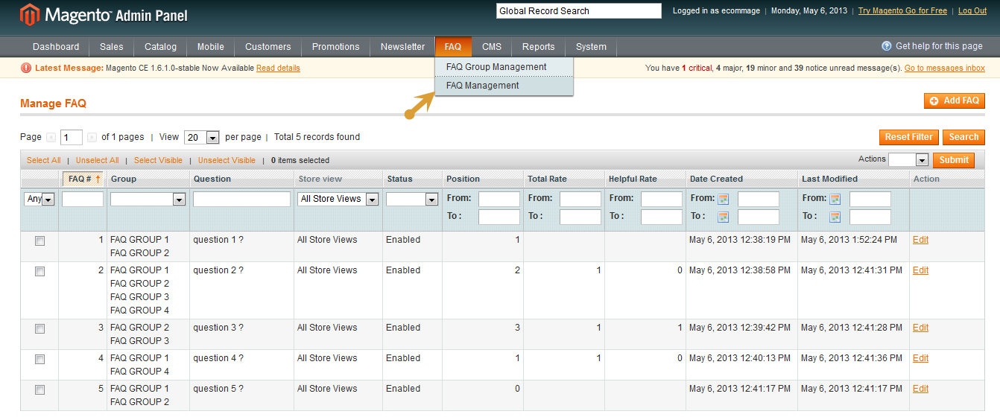 Magento Admin Panel
Global Record Search
Logged in as ecommage | Monday, May 6, 2013 | Try Magento Go for Free | Log Out
Dashboard Sales Catalog Mobile Customers Promotions Newsletter FAQ CMS Reports System Get help for this page
FAQ Group Management
FAQ Management
Latest Message: Magento CE 1.6.1.0-stable Now Available Read details
You have 1 critical, 4 major, 19 minor and 39 notice unread message(s). Go to messages inbox
Manage FAQ
Add FAQ
Page 1 of 1 pages | View 20 per page | Total 5 records found
Reset Filter Search
Select All | Unselect All | Select Visible | Unselect Visible | 0 items selected
Actions Submit
FAQ # Group Question Store view Status Position Total Rate Helpful Rate Date Created Last Modified Action
Any All Store Views From: From: From: From: From:
To : To : To : To : To :
1 FAQ GROUP 1 question 1 ? All Store Views Enabled 1 May 6, 2013 12:38:19 PM May 6, 2013 1:52:24 PM Edit
FAQ GROUP 2
2 FAQ GROUP 1 question 2 ? All Store Views Enabled 2 1 0 May 6, 2013 12:38:58 PM May 6, 2013 12:41:31 PM Edit
FAQ GROUP 2
FAQ GROUP 3
FAQ GROUP 4
3 FAQ GROUP 2 question 3 ? All Store Views Enabled 3 1 1 May 6, 2013 12:39:42 PM May 6, 2013 12:41:28 PM Edit
FAQ GROUP 3
4 FAQ GROUP 1 question 4 ? All Store Views Enabled 1 1 0 May 6, 2013 12:40:13 PM May 6, 2013 12:41:36 PM Edit
FAQ GROUP 4
5 FAQ GROUP 1 question 5 ? All Store Views Enabled 0 May 6, 2013 12:41:17 PM May 6, 2013 12:41:17 PM Edit
FAQ GROUP 2